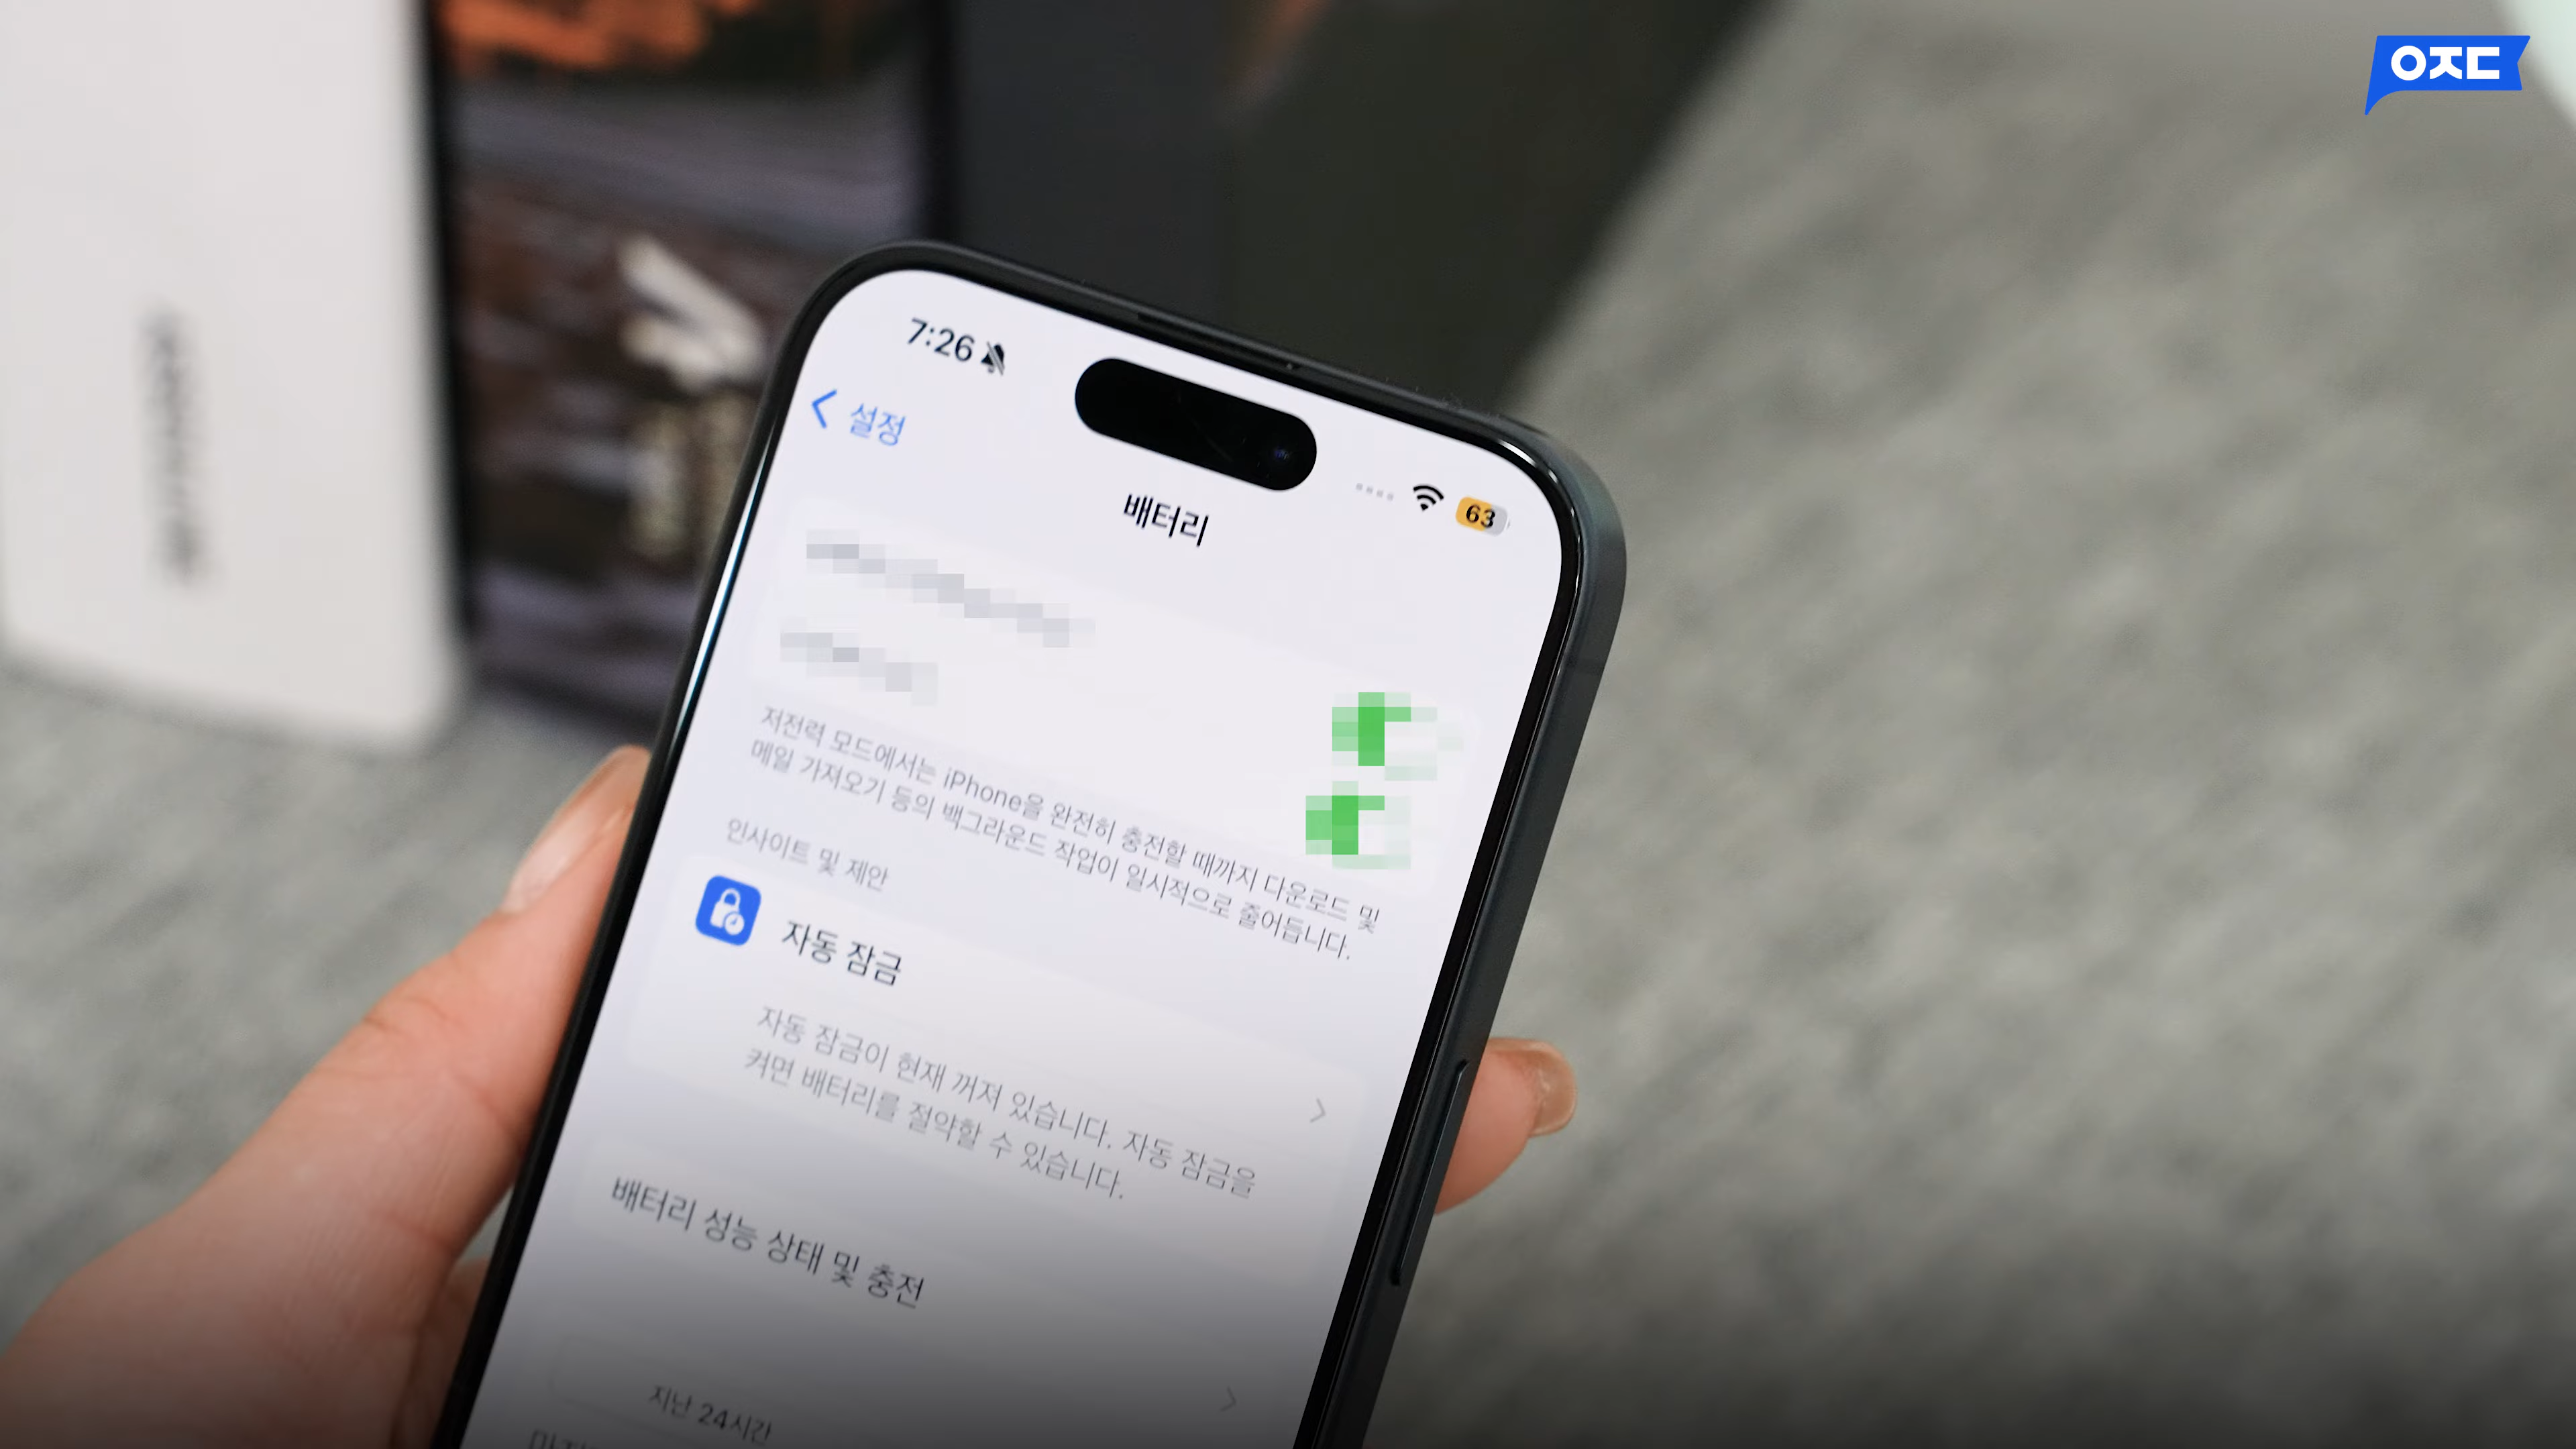 오지드
7:26
63
설정
배터리
저전력 모드에서는 iPhone을 완전히 충전할 때까지 다운로드 및
메일 가져오기 등의 백그라운드 작업이 일시적으로 줄어듭니다.
인사이트 및 제안
자동 잠금
자동 잠금이 현재 꺼져 있습니다. 자동 잠금을
켜면 배터리를 절약할 수 있습니다.
배터리 성능 상태 및 충전
지난 24시간